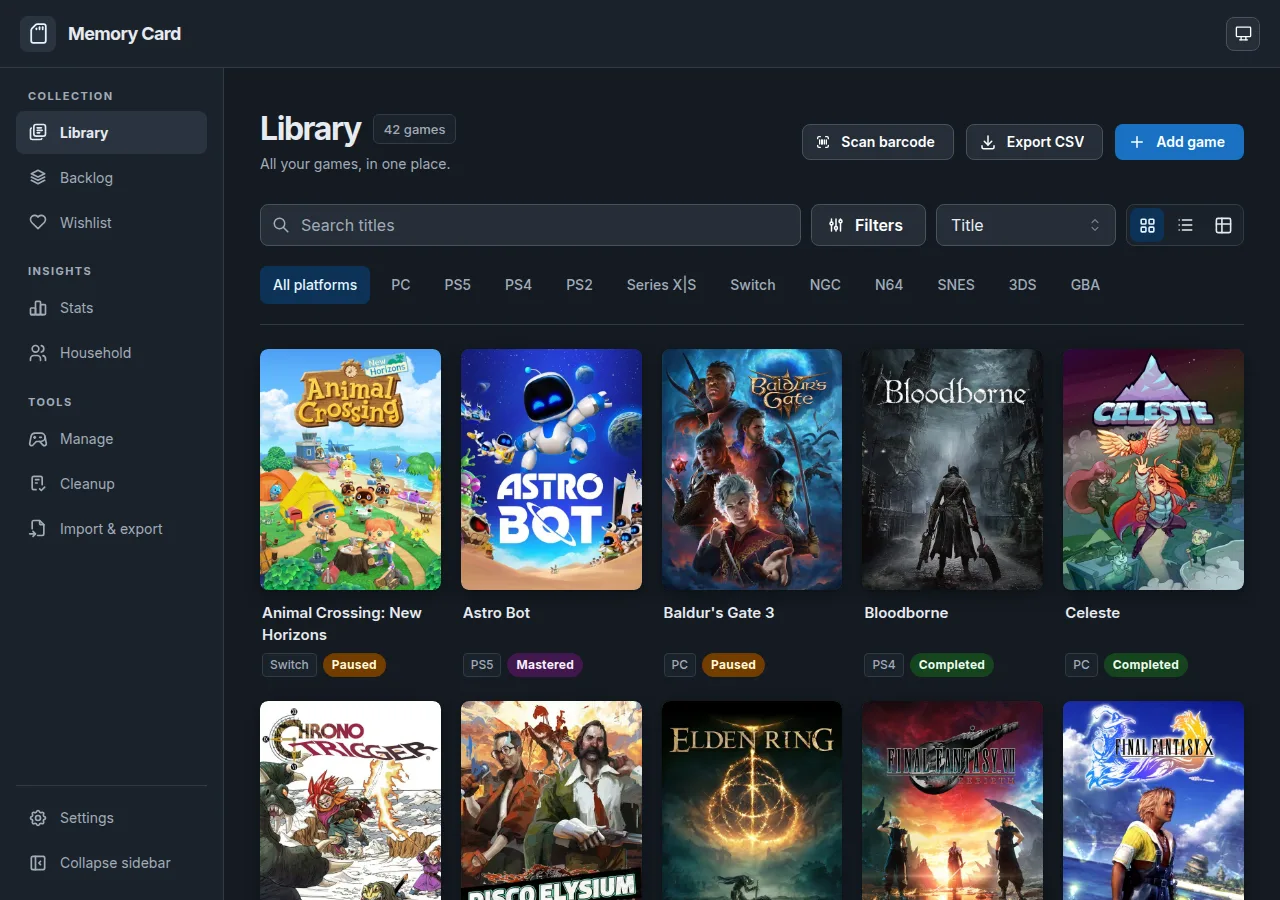 Memory Card
COLLECTION
Library
Backlog
Wishlist
INSIGHTS
Stats
Household
TOOLS
Manage
Cleanup
Import & export
Settings
Collapse sidebar
Library
42 games
All your games, in one place.
Scan barcode
Export CSV
Add game
Search titles
Filters
Title
All platforms
PC
PS5
PS4
PS2
Series X|S
Switch
NGC
N64
SNES
3DS
GBA
New
Horizons
Animal
Crossing
ASTRO
BOT
Baldur's
Gate
Bloodborne
CELESTE
Animal Crossing: New
Horizons
Switch
Paused
Astro Bot
PS5
Mastered
Baldur's Gate 3
PC
Paused
Bloodborne
PS4
Completed
Celeste
PC
Completed
CHRONO
TRIGGER
DISCO ELYSIUM
ELDEN RING
FINAL FANTASY VII
REBIRTH
FINAL FANTASY X